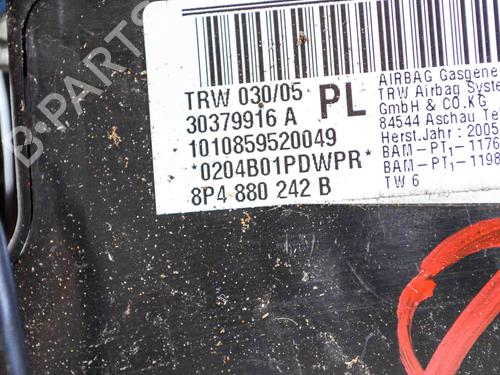 B-PARTS
TRW 030/05 PL
30379916 A
1010859520049
*0204B01PDWPR*
8P4 880 242 B
AIRBAG Gasgene
TRW Airbag Syste
GmbH & CO.KG
84544 Aschau Te
Herst.Jahr: 2005
BAM-PT1-1176
BAM-PT1-1198
TW 6